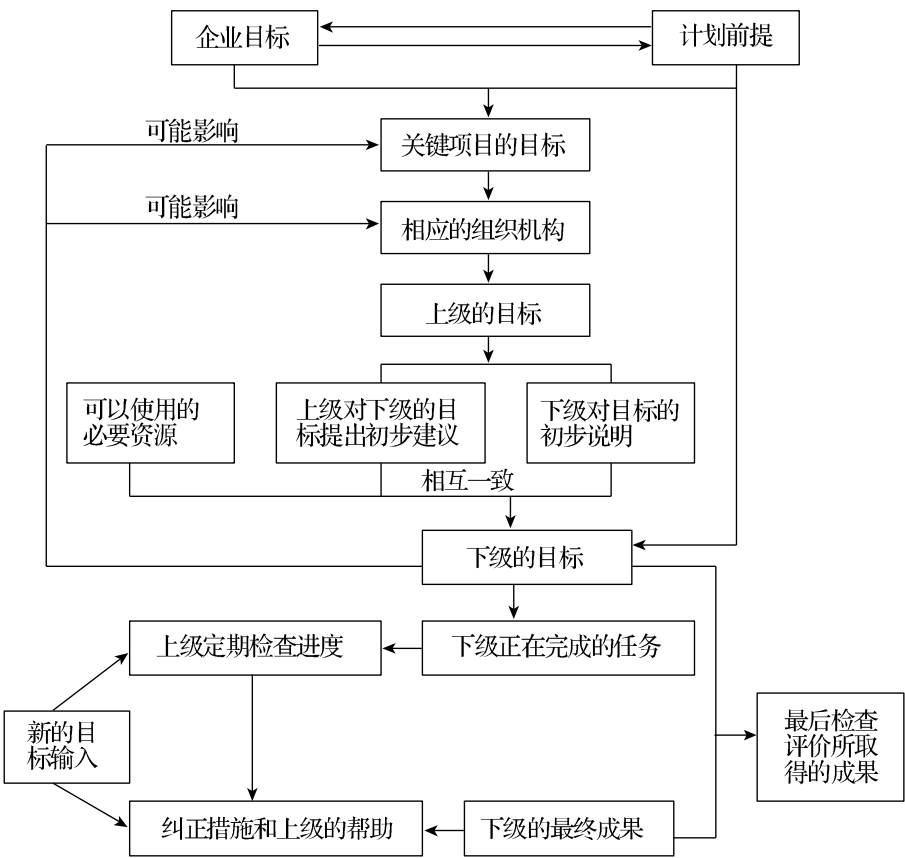 企业目标
计划前提
可能影响
关键项目的目标
可能影响
相应的组织机构
上级的目标
可以使用的
必要资源
上级对下级的目
标提出初步建议
下级对目标的
初步说明
相互一致
下级的目标
上级定期检查进度
下级正在完成的任务
新的目
标输入
最后检查
评价所取
得的成果
纠正措施和上级的帮助
下级的最终成果